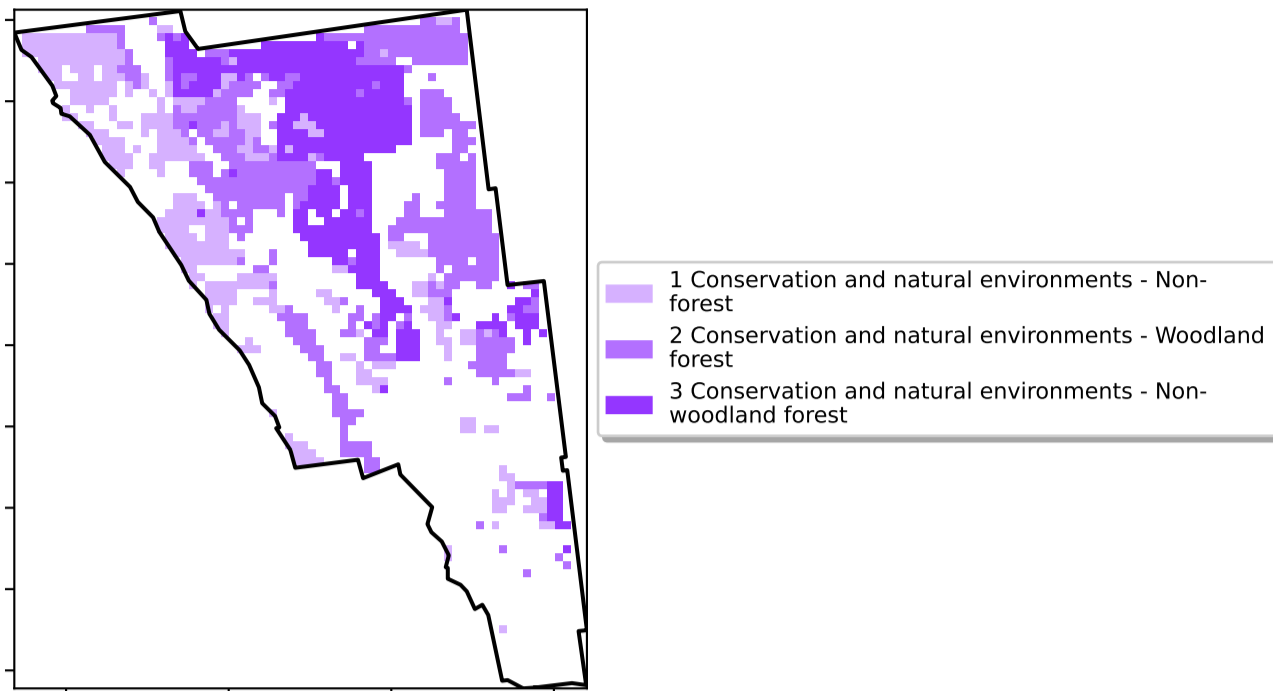 1 Conservation and natural environments - Non-
forest
2 Conservation and natural environments - Woodland
forest
3 Conservation and natural environments - Non-
woodland forest